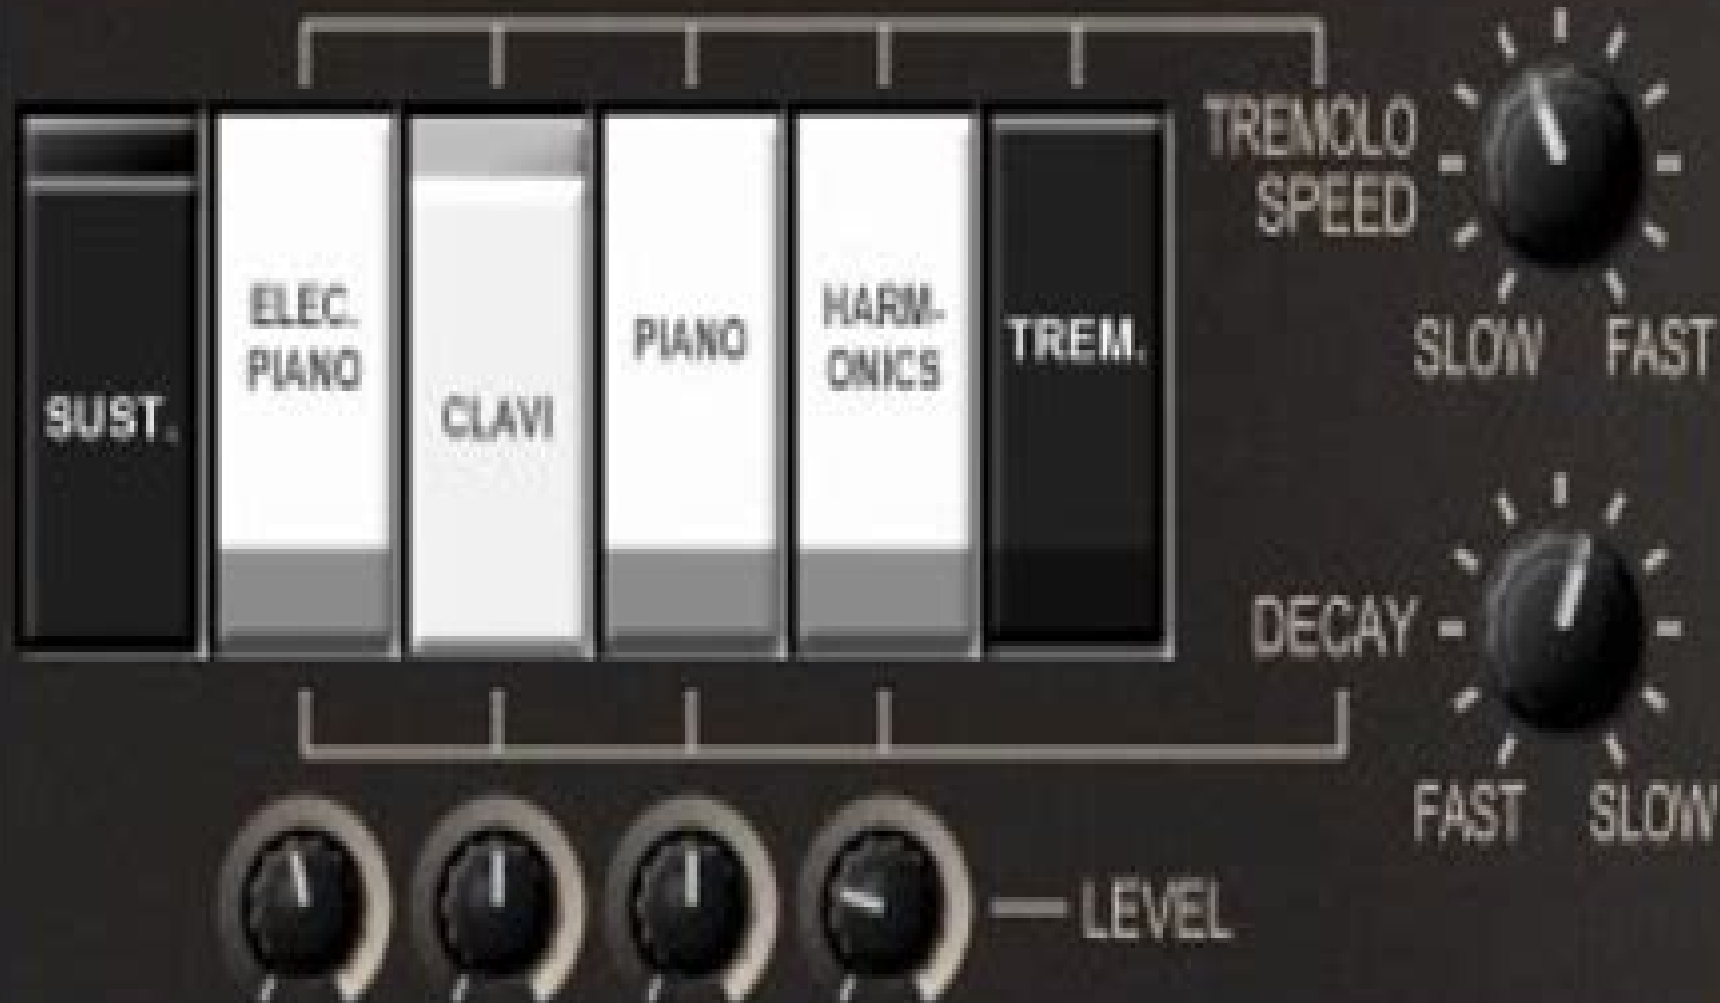 TREMOLO
SPEED
SLOW FAST
SUST.
ELEC.
PIANO
CLAVI
PIANO
HARM-
ONICS
TREM.
DECAY
FAST SLOW
LEVEL